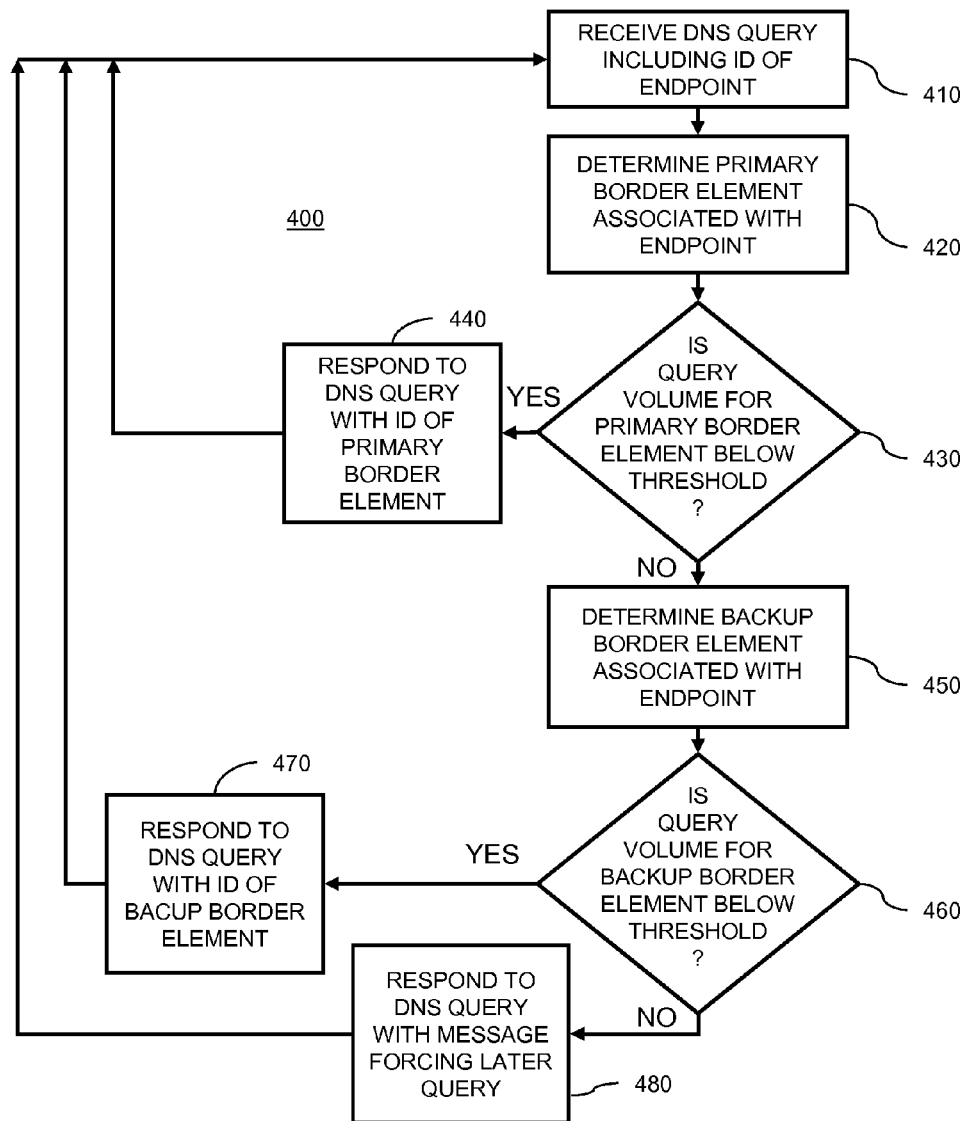 RECEIVE DNS QUERY
INCLUDING ID OF
ENDPOINT
410
DETERMINE PRIMARY
BORDER ELEMENT
ASSOCIATED WITH
ENDPOINT
420
400
IS
QUERY
VOLUME FOR
PRIMARY BORDER
ELEMENT BELOW
THRESHOLD
?
430
YES
440
RESPOND TO
DNS QUERY
WITH ID OF
PRIMARY
BORDER
ELEMENT
NO
DETERMINE BACKUP
BORDER ELEMENT
ASSOCIATED WITH
ENDPOINT
450
IS
QUERY
VOLUME FOR
BACKUP BORDER
ELEMENT BELOW
THRESHOLD
?
460
YES
470
RESPOND TO
DNS QUERY
WITH ID OF
BACUP BORDER
ELEMENT
NO
RESPOND TO
DNS QUERY
WITH MESSAGE
FORCING LATER
QUERY
480